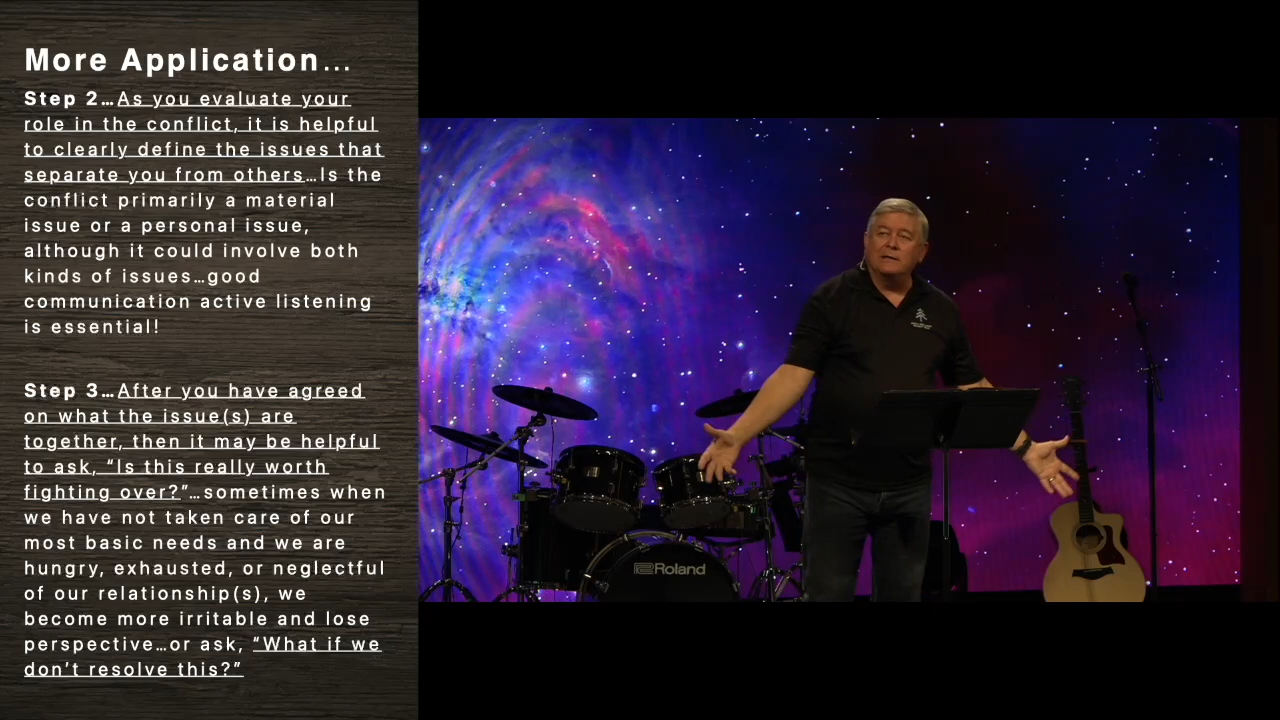 More Application...
Step 2…As you evaluate your
role in the conflict, it is helpful
to clearly define the issues that
separate you from others…Is the
conflict primarily a material
issue or a personal issue,
although it could involve both
kinds of issues…good
communication active listening
is essential!
Step 3…After you have agreed
on what the issue(s) are
together, then it may be helpful
to ask, “Is this really worth
fighting over?”…sometimes when
we have not taken care of our
most basic needs and we are
hungry, exhausted, or neglectful
of our relationship(s), we
become more irritable and lose
perspective…or ask, “What if we
don’t resolve this?”
Roland